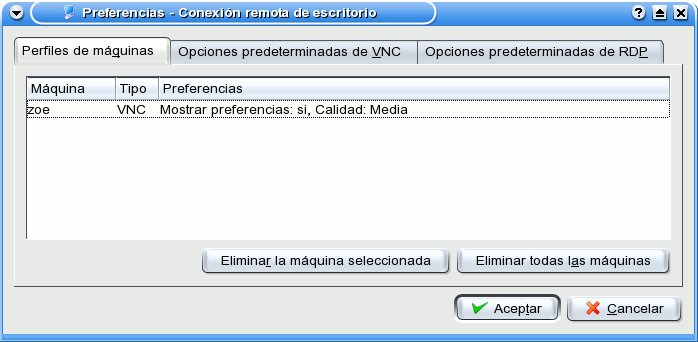 Preferencias - Conexión remota de escritorio
Perfiles de máquinas Opciones predeterminadas de VNC Opciones predeterminadas de RDP
Máquina Tipo Preferencias
zoe VNC Mostrar preferencias: si, Calidad: Media
Eliminar la máquina seleccionada Eliminar todas las máquinas
Aceptar Cancelar